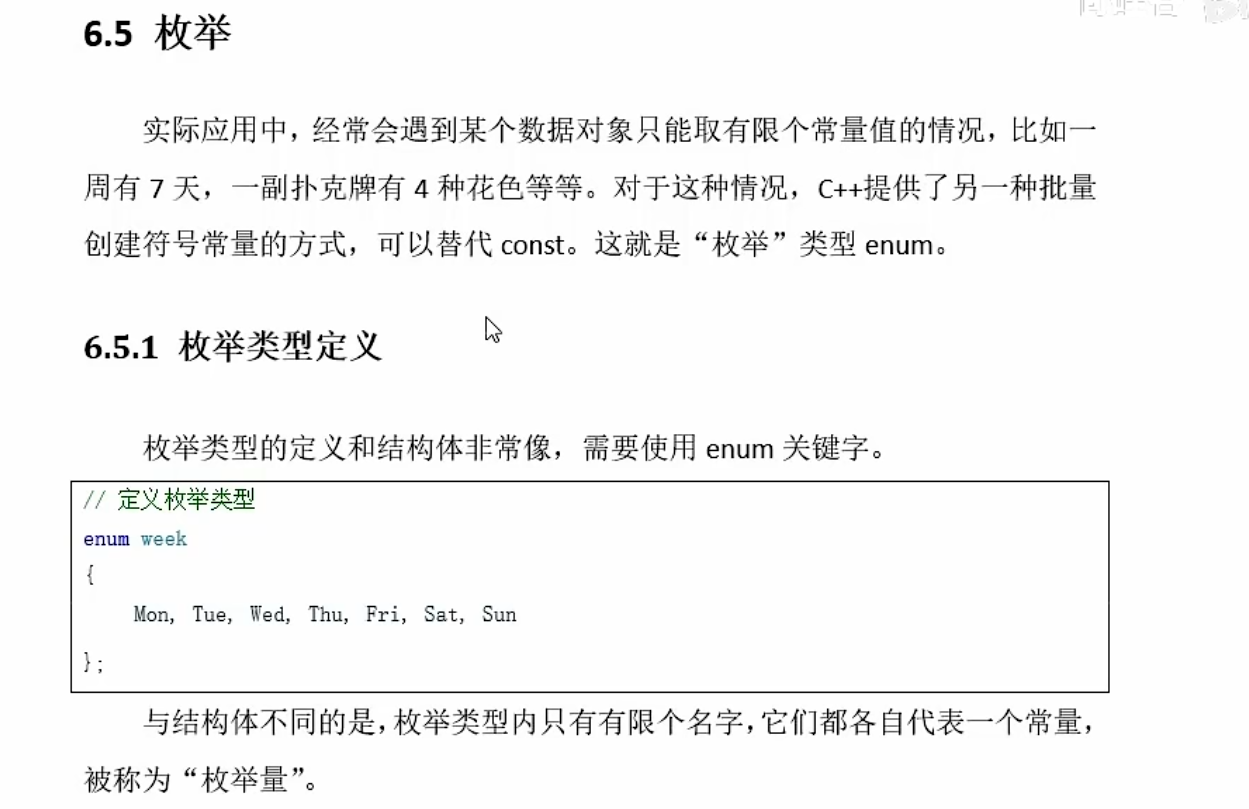 6.5 枚举
实际应用中，经常会遇到某个数据对象只能取有限个常量值的情况，比如一
周有 7 天，一副扑克牌有 4 种花色等等。对于这种情况，C++提供了另一种批量
创建符号常量的方式，可以替代 const。这就是“枚举”类型 enum。
6.5.1 枚举类型定义
枚举类型的定义和结构体非常像，需要使用 enum 关键字。
// 定义枚举类型
enum week
{
Mon, Tue, Wed, Thu, Fri, Sat, Sun
};
与结构体不同的是，枚举类型内只有有限个名字，它们都各自代表一个常量，
被称为“枚举量”。